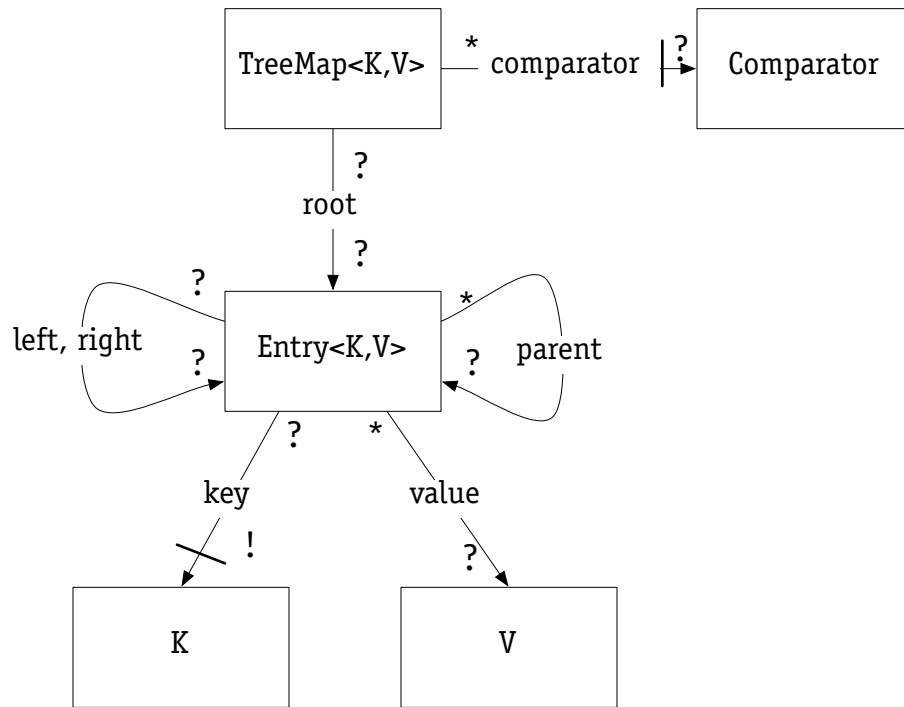 TreeMap<K,V>
* comparator ?
Comparator
?
root
?
?
left, right
?
Entry<K,V>
*
parent
?
?
*
key
value
!
?
K
V